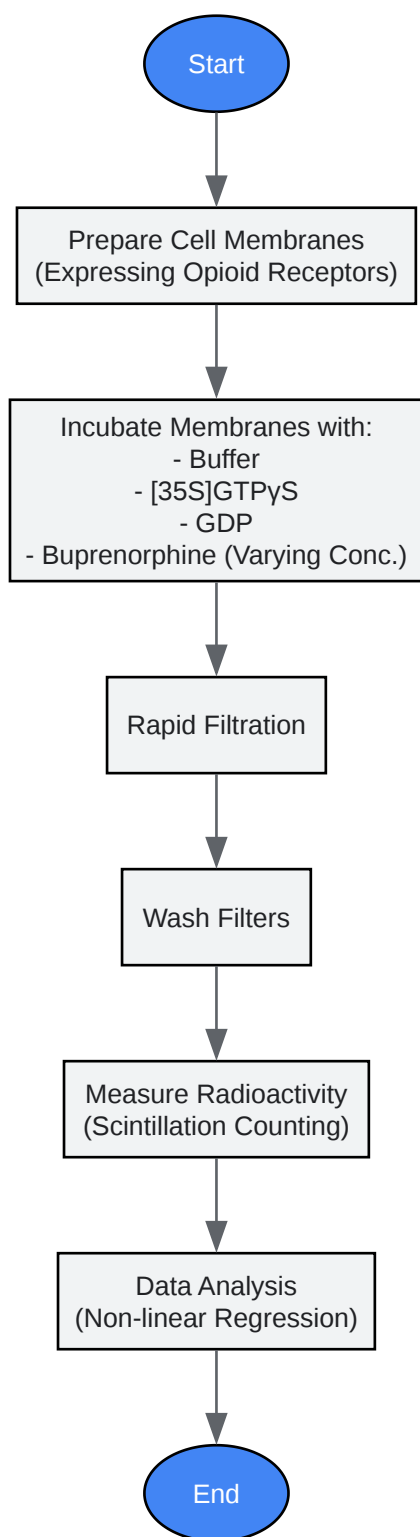 Start
Prepare Cell Membranes
(Expressing Opioid Receptors)
Incubate Membranes with:
- Buffer
- [35S]GTPγS
- GDP
- Buprenorphine (Varying Conc.)
Rapid Filtration
Wash Filters
Measure Radioactivity
(Scintillation Counting)
Data Analysis
(Non-linear Regression)
End